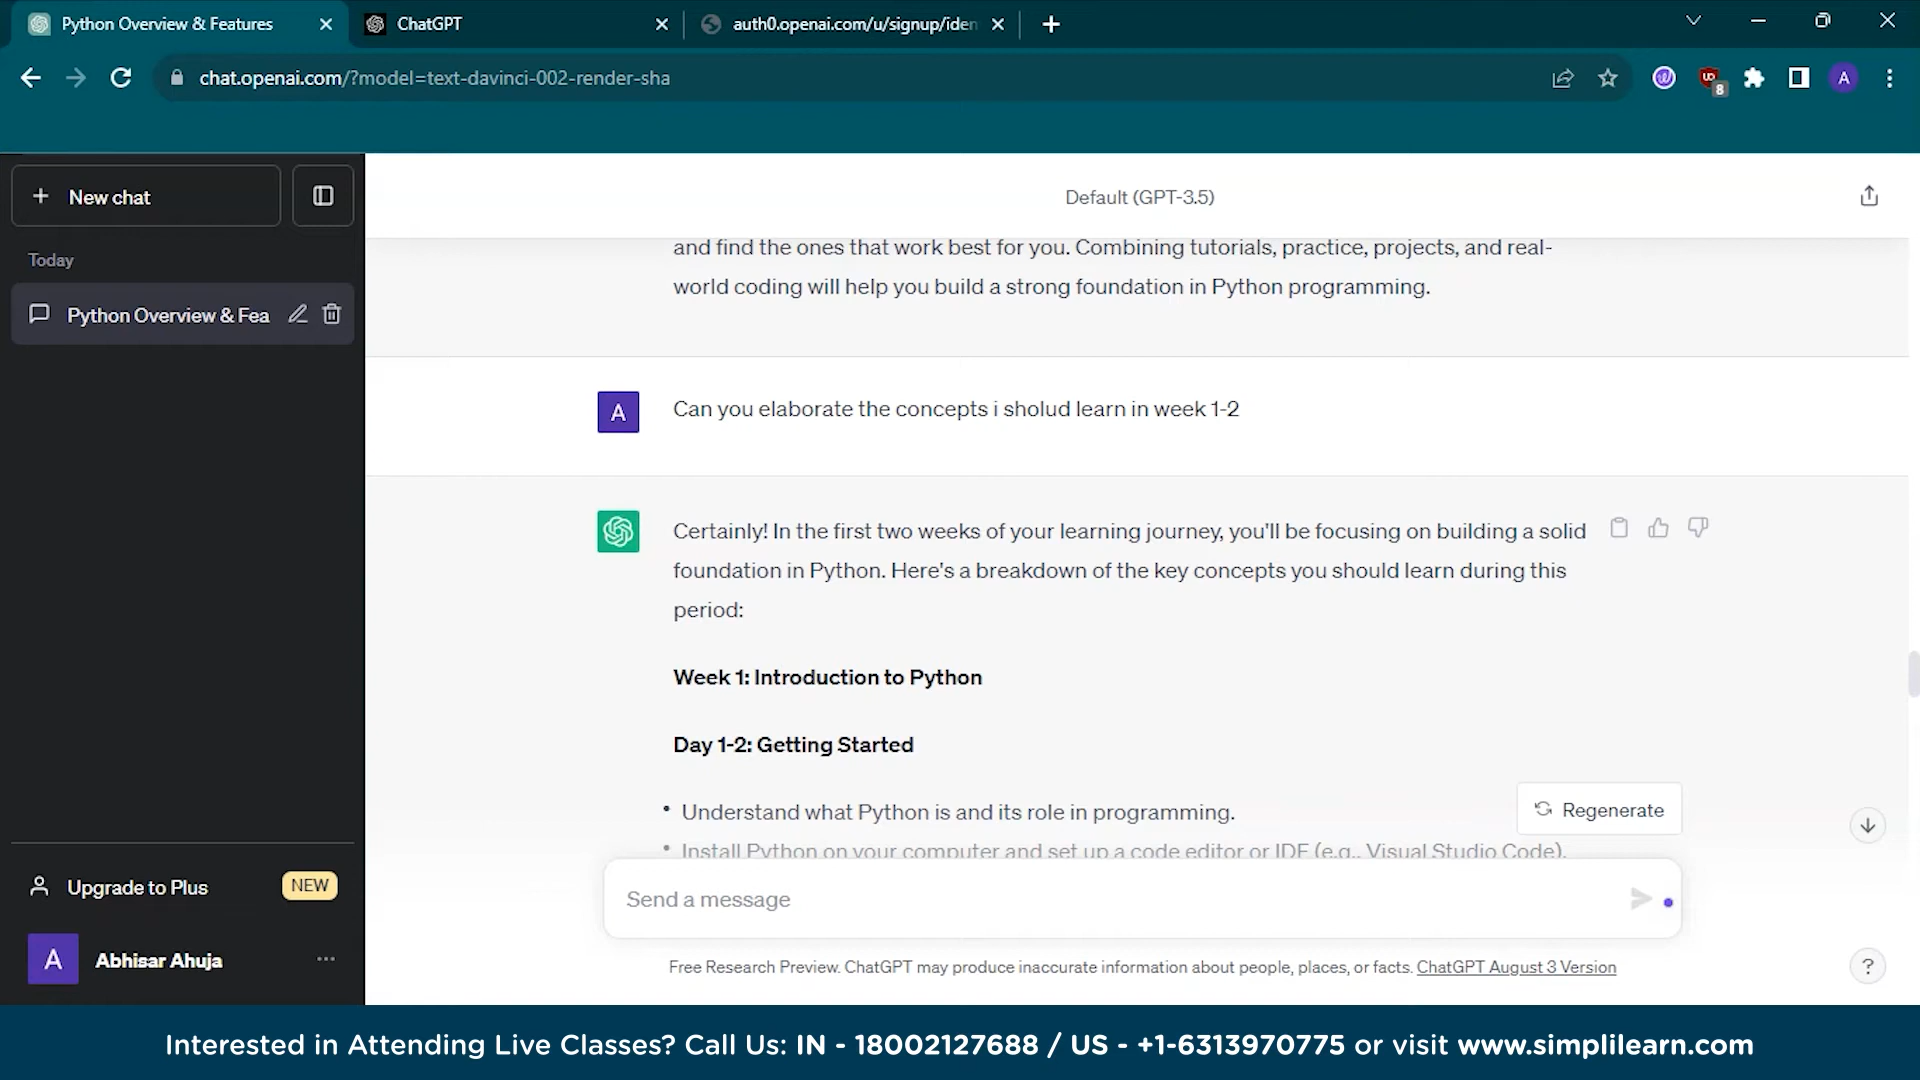 Python Overview & Features
ChatGPT
auth0.openai.com/u/signup/iden
chat.openai.com/?model=text-davinci-002-render-sha
8
A
New chat
Default (GPT-3.5)
Today
Python Overview & Fea
and find the ones that work best for you. Combining tutorials, practice, projects, and real-
world coding will help you build a strong foundation in Python programming.
A
Can you elaborate the concepts i sholud learn in week 1-2
Certainly! In the first two weeks of your learning journey, you'll be focusing on building a solid
foundation in Python. Here's a breakdown of the key concepts you should learn during this
period:
Week 1: Introduction to Python
Day 1-2: Getting Started
• Understand what Python is and its role in programming.
• Install Python on your computer and set up a code editor or IDE (e.g., Visual Studio Code).
Regenerate
Upgrade to Plus
NEW
Send a message
A
Abhisar Ahuja
Free Research Preview. ChatGPT may produce inaccurate information about people, places, or facts. ChatGPT August 3 Version
?
Interested in Attending Live Classes? Call Us: IN - 18002127688 / US - +1-6313970775 or visit www.simplilearn.com